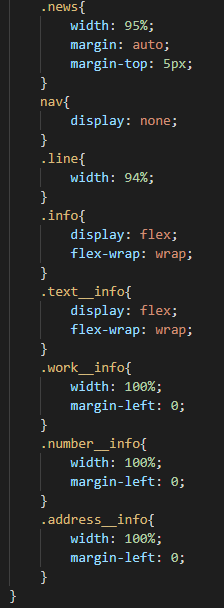 .news{
width: 95%;
margin: auto;
margin-top: 5px;
}
nav{
display: none;
}
.line{
width: 94%;
}
.info{
display: flex;
flex-wrap: wrap;
}
.text__info{
display: flex;
flex-wrap: wrap;
}
.work__info{
width: 100%;
margin-left: 0;
}
.number__info{
width: 100%;
margin-left: 0;
}
.address__info{
width: 100%;
margin-left: 0;
}
}